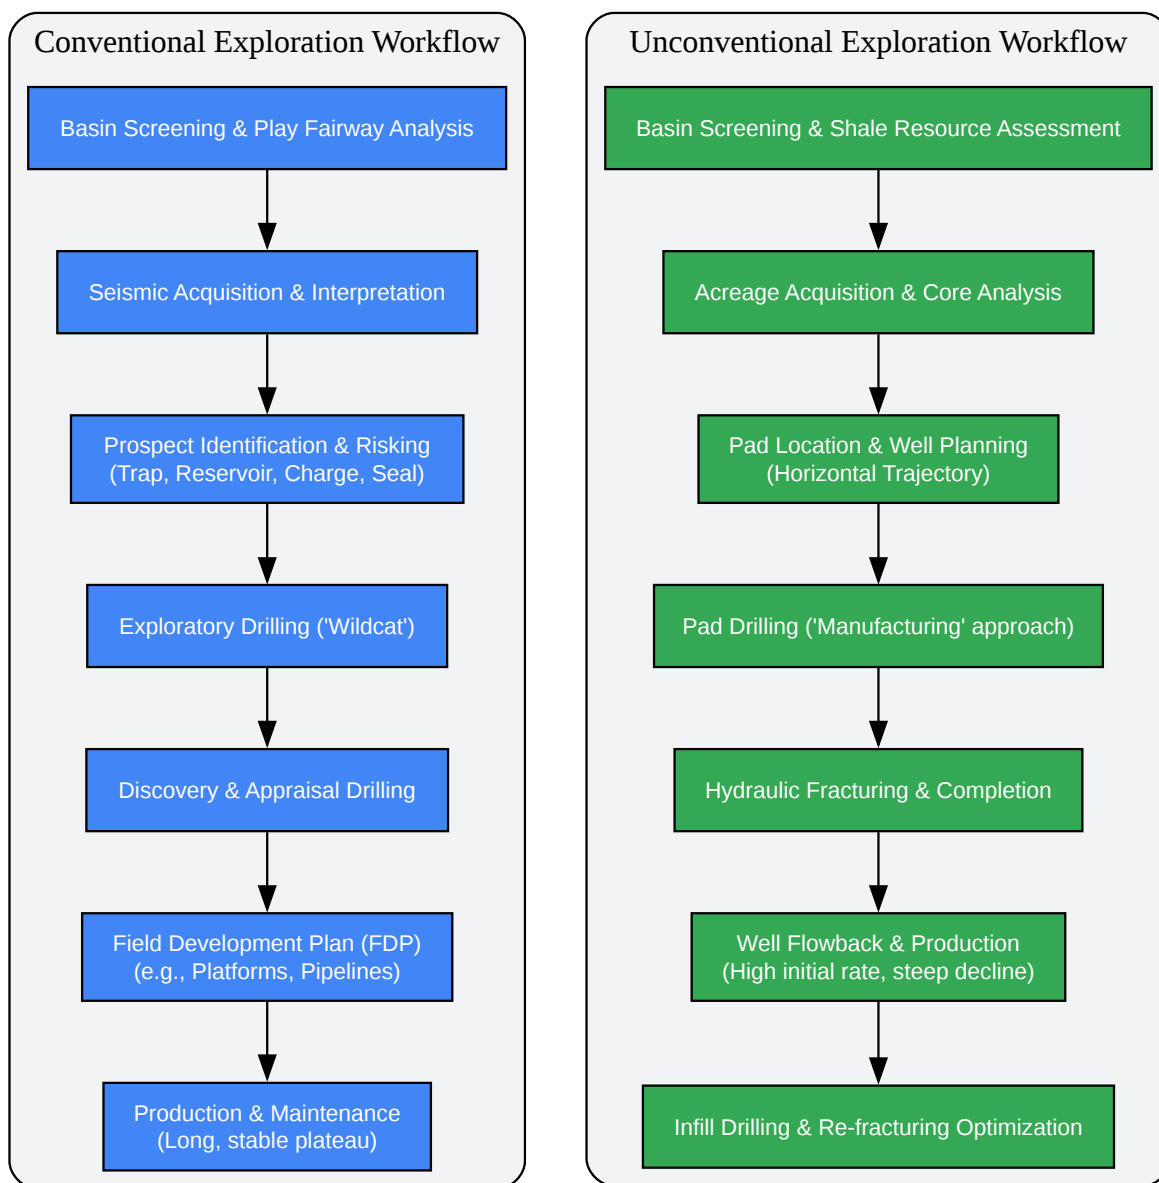 Conventional Exploration Workflow
Basin Screening & Play Fairway Analysis
Seismic Acquisition & Interpretation
Prospect Identification & Risking
(Trap, Reservoir, Charge, Seal)
Exploratory Drilling ('Wildcat')
Discovery & Appraisal Drilling
Field Development Plan (FDP)
(e.g., Platforms, Pipelines)
Production & Maintenance
(Long, stable plateau)
Unconventional Exploration Workflow
Basin Screening & Shale Resource Assessment
Acreage Acquisition & Core Analysis
Pad Location & Well Planning
(Horizontal Trajectory)
Pad Drilling ('Manufacturing' approach)
Hydraulic Fracturing & Completion
Well Flowback & Production
(High initial rate, steep decline)
Infill Drilling & Re-fracturing Optimization